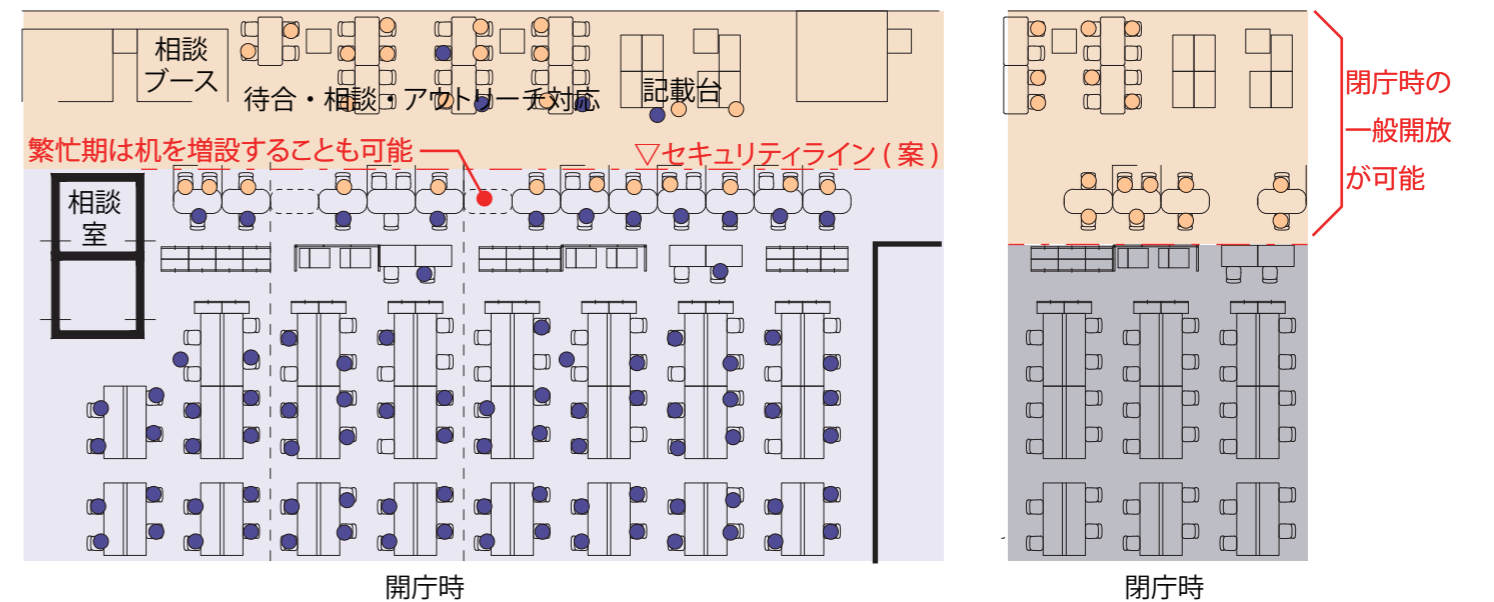 相談
ブース
待合・相談・アウトリーチ対応
記載台
繁忙期は机を増設することも可能
▽セキュリティライン ( 案 )
相談
室
開庁時
閉庁時の
一般開放
が可能
閉庁時